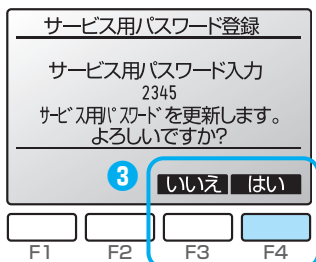 サービス用パスワード登録
サービス用パスワード入力
2345
ｻｰﾋﾞｽ用ﾊﾟｽﾜｰﾄﾞを更新します。
よろしいですか?
3 いいえ はい
F1 F2 F3 F4